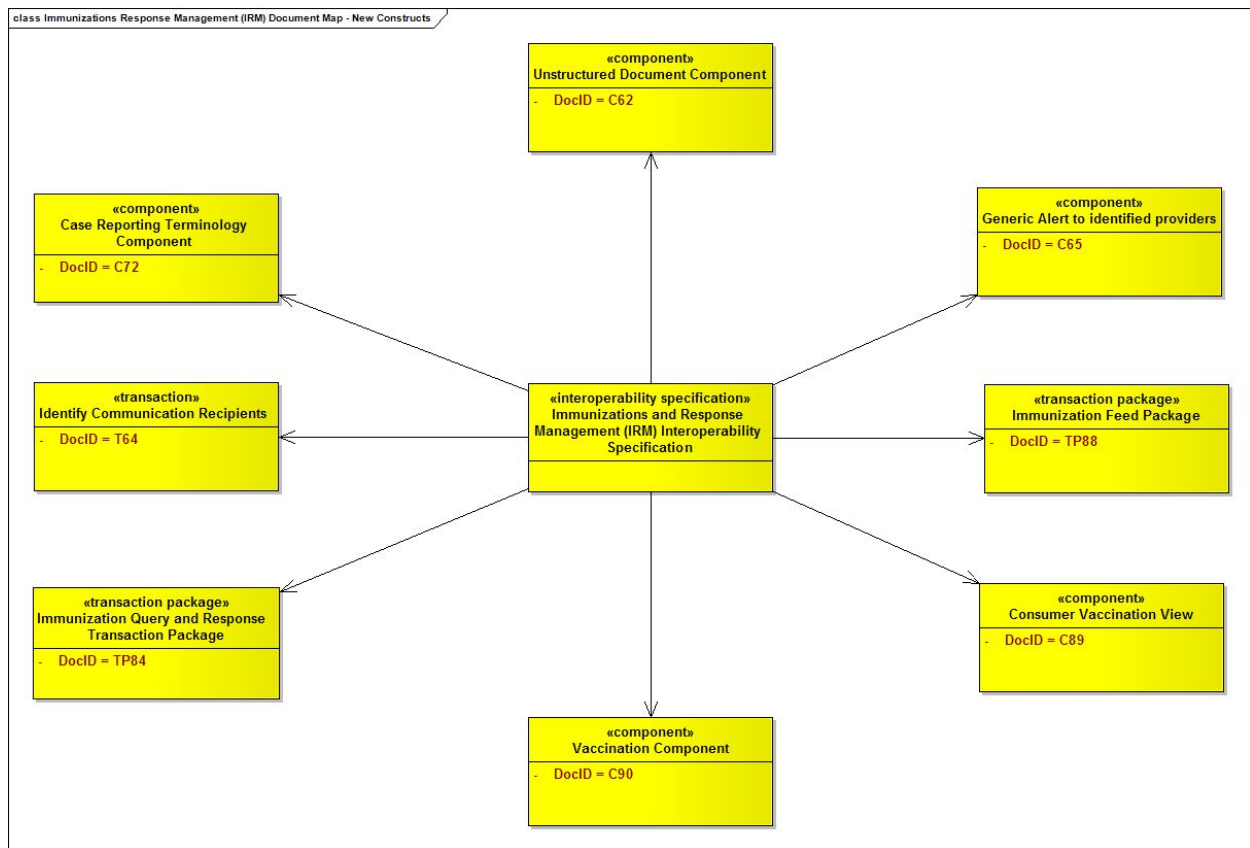 class Immunizations Response Management (IRM) Document Map - New Constructs
«component»
Unstructured Document Component
- DocID = C62
«component»
Case Reporting Terminology
Component
- DocID = C72
«component»
Generic Alert to identified providers
- DocID = C65
«transaction»
Identify Communication Recipients
- DocID = T64
«interoperability specification»
Immunizations and Response
Management (IRM) Interoperability
Specification
«transaction package»
Immunization Feed Package
- DocID = TP88
«transaction package»
Immunization Query and Response
Transaction Package
- DocID = TP84
«component»
Consumer Vaccination View
- DocID = C89
«component»
Vaccination Component
- DocID = C90